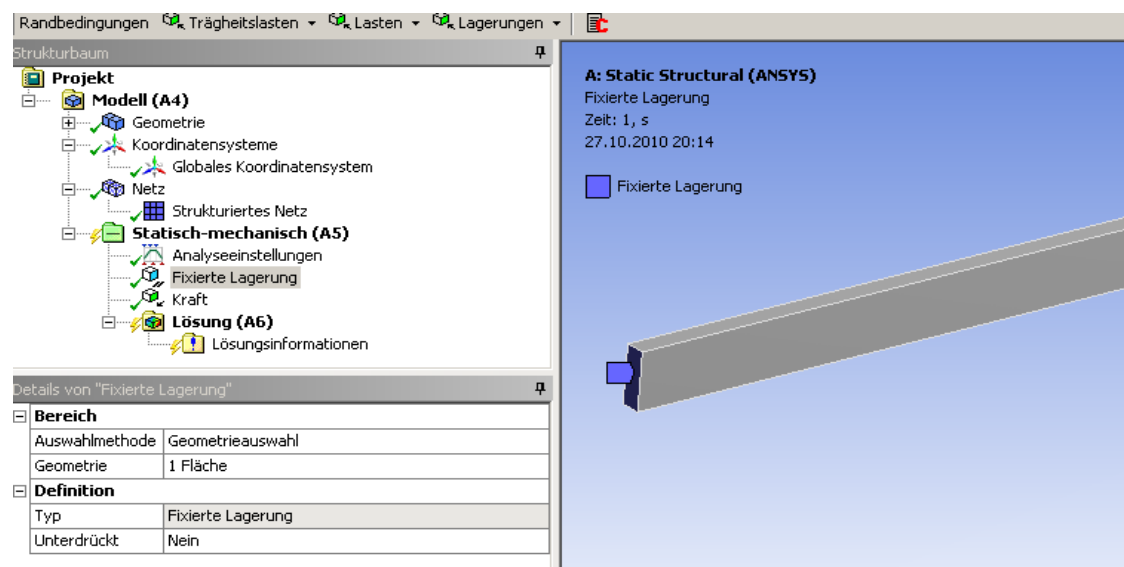 Randbedingungen Trägheitslasten Lasten Lagerungen
Strukturbaum
Projekt
Modell (A4)
Geometrie
Koordinatensysteme
Globales Koordinatensystem
Netz
Strukturiertes Netz
Statisch-mechanisch (A5)
Analyseeinstellungen
Fixierte Lagerung
Kraft
Lösung (A6)
Lösungsinformationen
Details von "Fixierte Lagerung"
Bereich
Auswahlmethode Geometrieauswahl
Geometrie 1 Fläche
Definition
Typ Fixierte Lagerung
Unterdrückt Nein
A: Static Structural (ANSYS)
Fixierte Lagerung
Zeit: 1, s
27.10.2010 20:14
Fixierte Lagerung